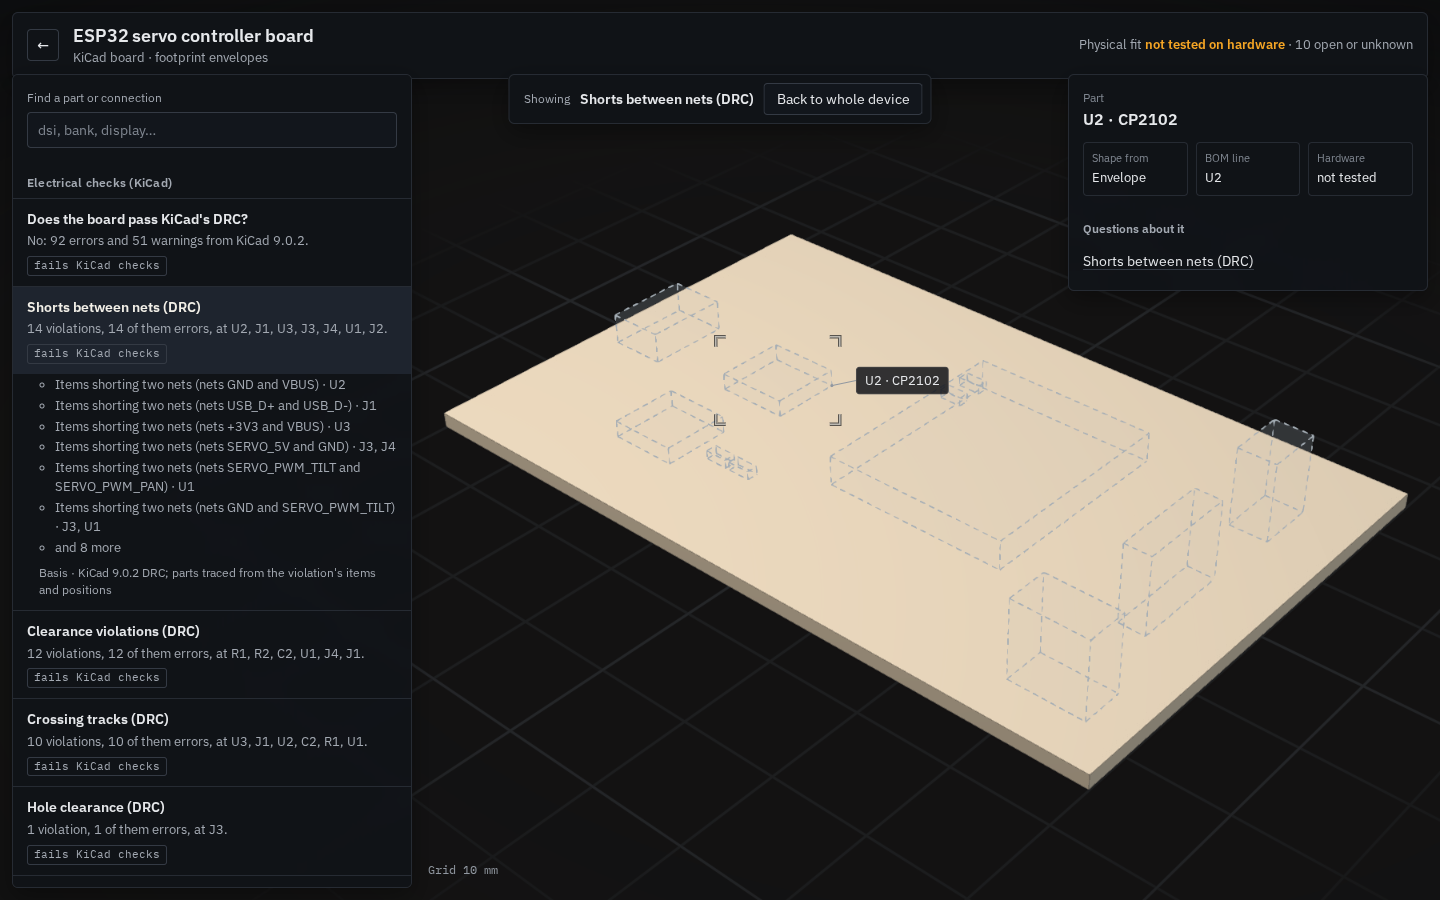 ←
ESP32 servo controller board
KiCad board · footprint envelopes
Physical fit not tested on hardware · 10 open or unknown
Find a part or connection
dsi, bank, display...
Electrical checks (KiCad)
Does the board pass KiCad's DRC?
No: 92 errors and 51 warnings from KiCad 9.0.2.
fails KiCad checks
Shorts between nets (DRC)
14 violations, 14 of them errors, at U2, J1, U3, J3, J4, U1, J2.
fails KiCad checks
Items shorting two nets (nets GND and VBUS) · U2
Items shorting two nets (nets USB_D+ and USB_D-) · J1
Items shorting two nets (nets +3V3 and VBUS) · U3
Items shorting two nets (nets SERVO_5V and GND) · J3, J4
Items shorting two nets (nets SERVO_PWM_TILT and
SERVO_PWM_PAN) · U1
Items shorting two nets (nets GND and SERVO_PWM_TILT)
· J3, U1
and 8 more
Basis · KiCad 9.0.2 DRC; parts traced from the violation's items
and positions
Clearance violations (DRC)
12 violations, 12 of them errors, at R1, R2, C2, U1, J4, J1.
fails KiCad checks
Crossing tracks (DRC)
10 violations, 10 of them errors, at U3, J1, U2, C2, R1, U1.
fails KiCad checks
Hole clearance (DRC)
1 violation, 1 of them errors, at J3.
fails KiCad checks
Showing Shorts between nets (DRC) Back to whole device
U2 · CP2102
Grid 10 mm
Part
U2 · CP2102
Shape from
Envelope
BOM line
U2
Hardware
not tested
Questions about it
Shorts between nets (DRC)